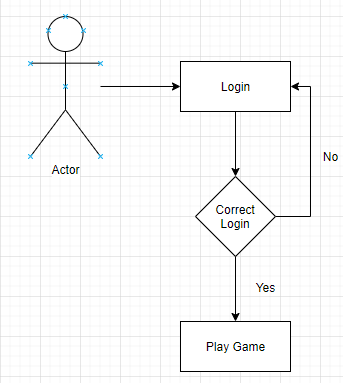 Login
No
Actor
Correct
Login
Yes
Play Game